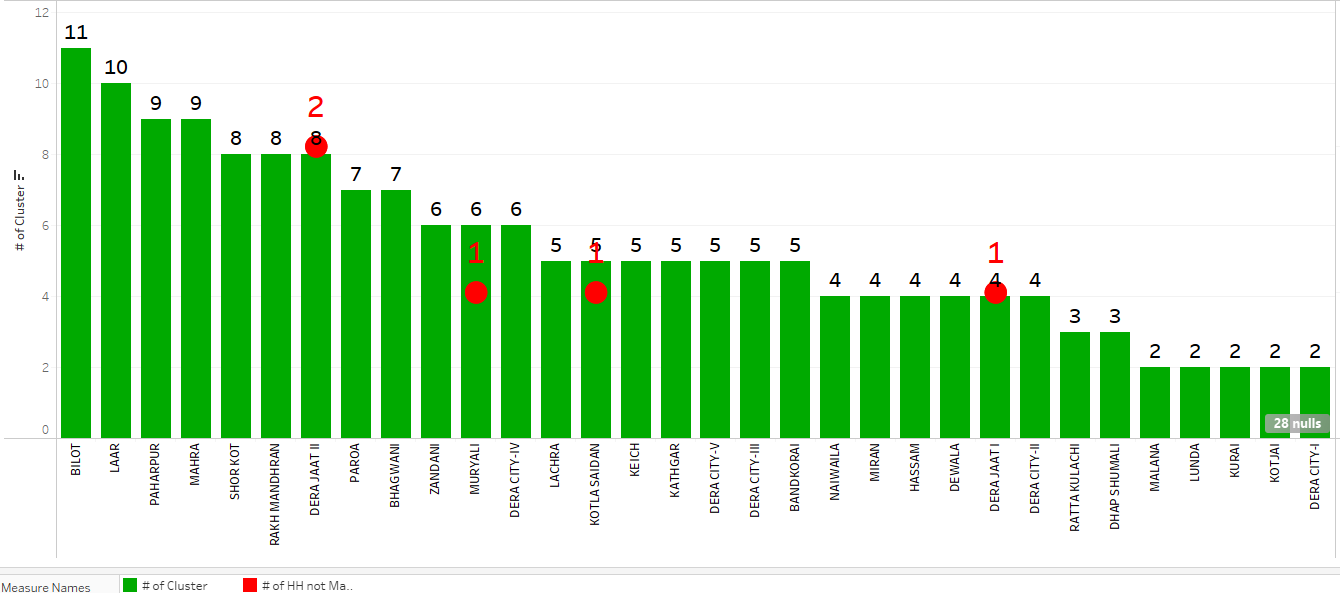 12
10
8
6
4
2
0
# of Cluster
11
10
9
9
8
8
8
2
7
7
6
6
1
6
5
5
1
5
5
5
5
5
4
4
4
4
4
1
4
3
3
2
2
2
2
2
28 nulls
BILOT
LAAR
PAHARPUR
MAHRA
SHOR KOT
RAKH MANDHRAN
DERA JAAT II
PAROA
BHAGWANI
ZANDANI
MURYALI
DERA CITY-IV
LACHRA
KOTLA SAIDAN
KEICH
KATHGAR
DERA CITY-V
DERA CITY-III
BANDKORAI
NAIWAILA
MIRAN
HASSAM
DEWALA
DERA JAAT I
DERA CITY-II
RATTA KULACHI
DHAP SHUMALI
MALANA
LUNDA
KURAI
KOTJAI
DERA CITY-I
Measure Names
# of Cluster
# of HH not Ma..